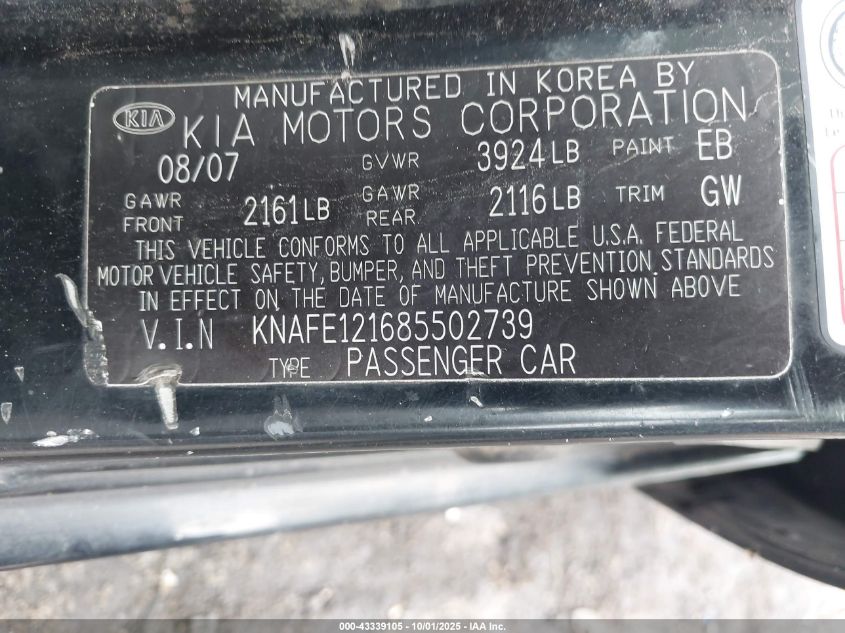 MANUFACTURED IN KOREA BY
KIA KIA MOTORS CORPORATION
08/07 GVWR 3924LB PAINT EB
GAWR FRONT 2161LB GAWR REAR 2116LB TRIM GW
THIS VEHICLE CONFORMS TO ALL APPLICABLE U.S.A. FEDERAL
MOTOR VEHICLE SAFETY, BUMPER, AND THEFT PREVENTION STANDARDS
IN EFFECT ON THE DATE OF MANUFACTURE SHOWN ABOVE
V.I.N KNAFE121685502739
TYPE PASSENGER CAR
000-43339105 - 10/01/2025 - IAA Inc.